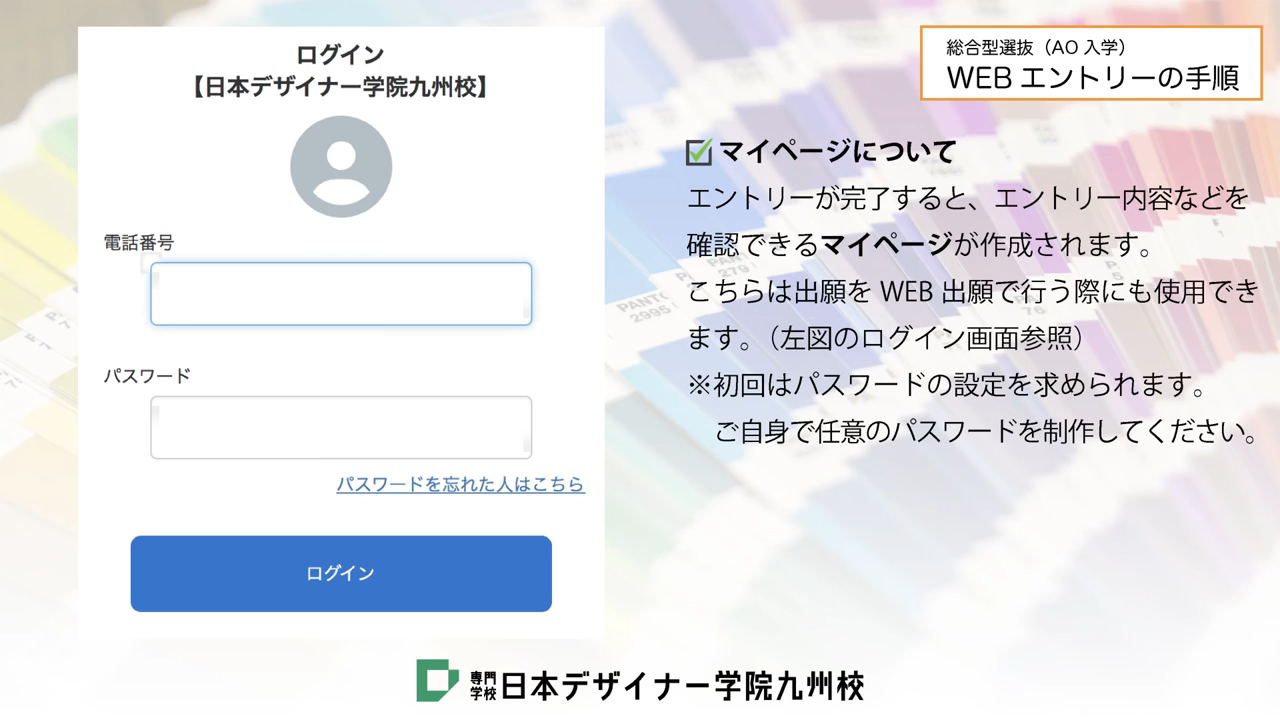 総合型選抜（AO 入学）
WEB エントリーの手順
ログイン
【日本デザイナー学院九州校】
電話番号
パスワード
パスワードを忘れた人はこちら
ログイン
マイページについて
エントリーが完了すると、エントリー内容などを
確認できるマイページが作成されます。
こちらは出願を WEB 出願で行う際にも使用でき
ます。（左図のログイン画面参照）
※初回はパスワードの設定を求められます。
ご自身で任意のパスワードを制作してください。
PANTO
2995
専門
学校
日本デザイナー学院九州校